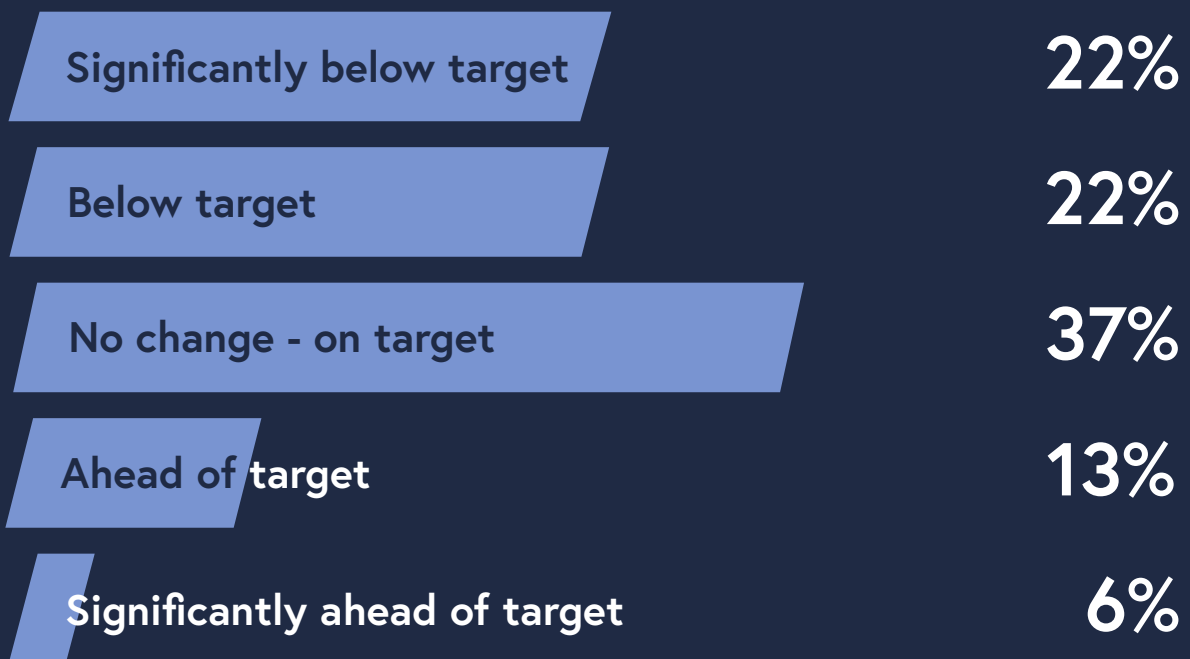 Significantly below target 22%
Below target 22%
No change - on target 37%
Ahead of target 13%
Significantly ahead of target 6%